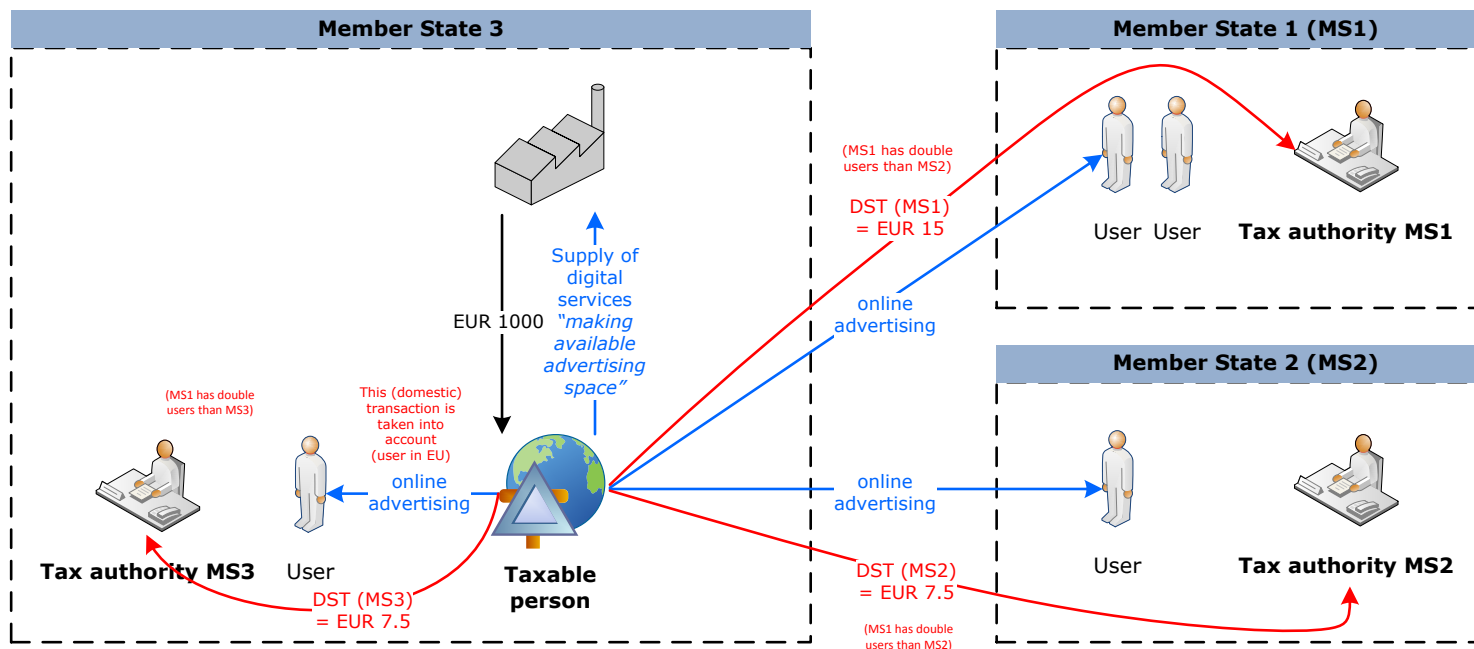 Member State 3
EUR 1000
Supply of
digital
services
“making
available
advertising
space”
(MS1 has double
users than MS3)
This (domestic)
transaction is
taken into
account
(user in EU)
online
advertising
Tax authority MS3
User
Taxable
person
DST (MS3)
= EUR 7.5
Member State 1 (MS1)
(MS1 has double
users than MS2)
DST (MS1)
= EUR 15
User
User
Tax authority MS1
online
advertising
Member State 2 (MS2)
online
advertising
User
Tax authority MS2
DST (MS2)
= EUR 7.5
(MS1 has double
users than MS2)